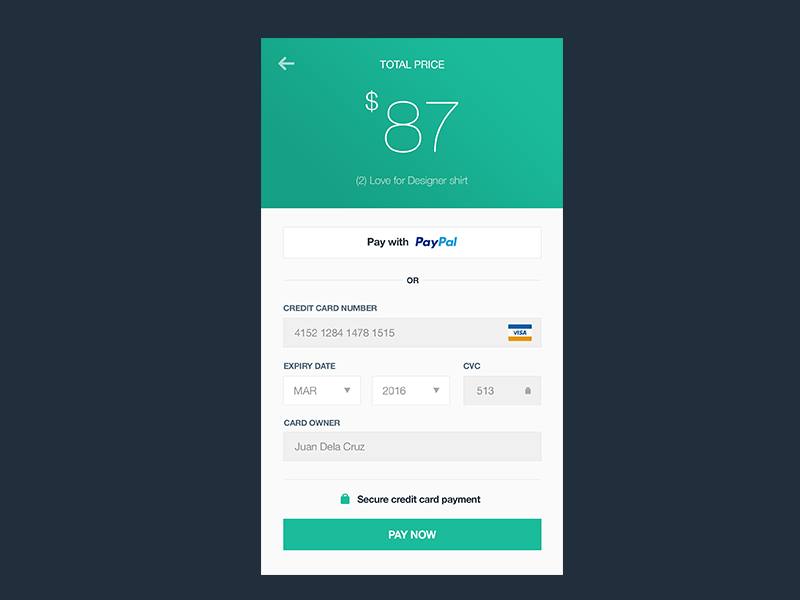 TOTAL PRICE
$87
(2) Love for Designer shirt
Pay with PayPal
OR
CREDIT CARD NUMBER
4152 1284 1478 1515 VISA
EXPIRY DATE CVC
MAR 2016 513
CARD OWNER
Juan Dela Cruz
Secure credit card payment
PAY NOW